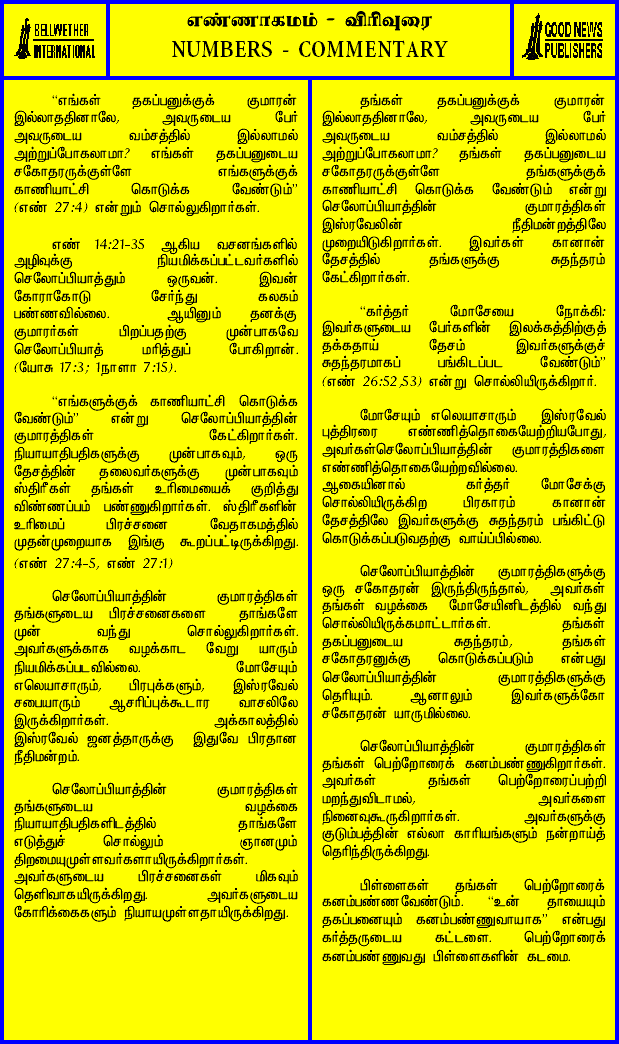 BELLWETHER
INTERNATIONAL
எண்ணாகமம் - விரிவுரை
NUMBERS - COMMENTARY
GOOD NEWS
PUBLISHERS
“எங்கள் தகப்பனுக்குக் குமாரன்
இல்லாததினாலே, அவருடைய பேர்
அவருடைய வம்சத்தில் இல்லாமல்
அற்றுப்போகலாமா? எங்கள் தகப்பனுடைய
சகோதரருக்குள்ளே எங்களுக்குக்
காணியாட்சி கொடுக்க வேண்டும்”
(எண் 27:4) என்றும் சொல்லுகிறார்கள்.
எண் 14:21-35 ஆகிய வசனங்களில்
அழிவுக்கு நியமிக்கப்பட்டவர்களில்
செலோப்பியாத்தும் ஒருவன். இவன்
கோராகோடு சேர்ந்து கலகம்
பண்ணவில்லை. ஆயினும் தனக்கு
குமாரர்கள் பிறப்பதற்கு முன்பாகவே
செலோப்பியாத் மரித்துப் போகிறான்.
(யோசு 17:3; 1நாளா 7:15).
“எங்களுக்குக் காணியாட்சி கொடுக்க
வேண்டும்” என்று செலோப்பியாத்தின்
குமாரத்திகள் கேட்கிறார்கள்.
நியாயாதிபதிகளுக்கு முன்பாகவும், ஒரு
தேசத்தின் தலைவர்களுக்கு முன்பாகவும்
ஸ்திரீகள் தங்கள் உரிமையைக் குறித்து
விண்ணப்பம் பண்ணுகிறார்கள். ஸ்திரீகளின்
உரிமைப் பிரச்சனை வேதாகமத்தில்
முதன்முறையாக இங்கு கூறப்பட்டிருக்கிறது.
(எண் 27:4-5, எண் 27:1)
செலோப்பியாத்தின் குமாரத்திகள்
தங்களுடைய பிரச்சனைகளை தாங்களே
முன் வந்து சொல்லுகிறார்கள்.
அவர்களுக்காக வழக்காட வேறு யாரும்
நியமிக்கப்படவில்லை. மோசேயும்
எலெயாசாரும், பிரபுக்களும், இஸ்ரவேல்
சபையாரும் ஆசரிப்புக்கூடார வாசலிலே
இருக்கிறார்கள். அக்காலத்தில்
இஸ்ரவேல் ஜனத்தாருக்கு இதுவே பிரதான
நீதிமன்றம்.
செலோப்பியாத்தின் குமாரத்திகள்
தங்களுடைய வழக்கை
நியாயாதிபதிகளிடத்தில் தாங்களே
எடுத்துச் சொல்லும் ஞானமும்
திறமையுமுள்ளவர்களாயிருக்கிறார்கள்.
அவர்களுடைய பிரச்சனைகள் மிகவும்
தெளிவாகயிருக்கிறது. அவர்களுடைய
கோரிக்கைகளும் நியாயமுள்ளதாயிருக்கிறது.
தங்கள் தகப்பனுக்குக் குமாரன்
இல்லாததினாலே, அவருடைய பேர்
அவருடைய வம்சத்தில் இல்லாமல்
அற்றுப்போகலாமா? தங்கள் தகப்பனுடைய
சகோதரருக்குள்ளே தங்களுக்குக்
காணியாட்சி கொடுக்க வேண்டும் என்று
செலோப்பியாத்தின் குமாரத்திகள்
இஸ்ரவேலின் நீதிமன்றத்திலே
முறையிடுகிறார்கள். இவர்கள் கானான்
தேசத்தில் தங்களுக்கு சுதந்தரம்
கேட்கிறார்கள்.
“கர்த்தர் மோசேயை நோக்கி:
இவர்களுடைய பேர்களின் இலக்கத்திற்குத்
தக்கதாய் தேசம் இவர்களுக்குச்
சுதந்தரமாகப் பங்கிடப்பட வேண்டும்”
(எண் 26:52,53) என்று சொல்லியிருக்கிறார்.
மோசேயும் எலெயாசாரும் இஸ்ரவேல்
புத்திரரை எண்ணித்தொகையேற்றியபோது,
அவர்கள்செலோப்பியாத்தின் குமாரத்திகளை
எண்ணித்தொகையேற்றவில்லை.
ஆகையினால் கர்த்தர் மோசேக்கு
சொல்லியிருக்கிற பிரகாரம் கானான்
தேசத்திலே இவர்களுக்கு சுதந்தரம் பங்கிட்டு
கொடுக்கப்படுவதற்கு வாய்ப்பில்லை.
செலோப்பியாத்தின் குமாரத்திகளுக்கு
ஒரு சகோதரன் இருந்திருந்தால், அவர்கள்
தங்கள் வழக்கை மோசேயினிடத்தில் வந்து
சொல்லியிருக்கமாட்டார்கள். தங்கள்
தகப்பனுடைய சுதந்தரம், தங்கள்
சகோதரனுக்கு கொடுக்கப்படும் என்பது
செலோப்பியாத்தின் குமாரத்திகளுக்கு
தெரியும். ஆனாலும் இவர்களுக்கோ
சகோதரன் யாருமில்லை.
செலோப்பியாத்தின் குமாரத்திகள்
தங்கள் பெற்றோரைக் கனம்பண்ணுகிறார்கள்.
அவர்கள் தங்கள் பெற்றோரைப்பற்றி
மறந்துவிடாமல், அவர்களை
நினைவுகூருகிறார்கள். அவர்களுக்கு
குடும்பத்தின் எல்லா காரியங்களும் நன்றாய்த்
தெரிந்திருக்கிறது.
பிள்ளைகள் தங்கள் பெற்றோரைக்
கனம்பண்ணவேண்டும். “உன் தாயையும்
தகப்பனையும் கனம்பண்ணுவாயாக” என்பது
கர்த்தருடைய கட்டளை. பெற்றோரைக்
கனம்பண்ணுவது பிள்ளைகளின் கடமை.